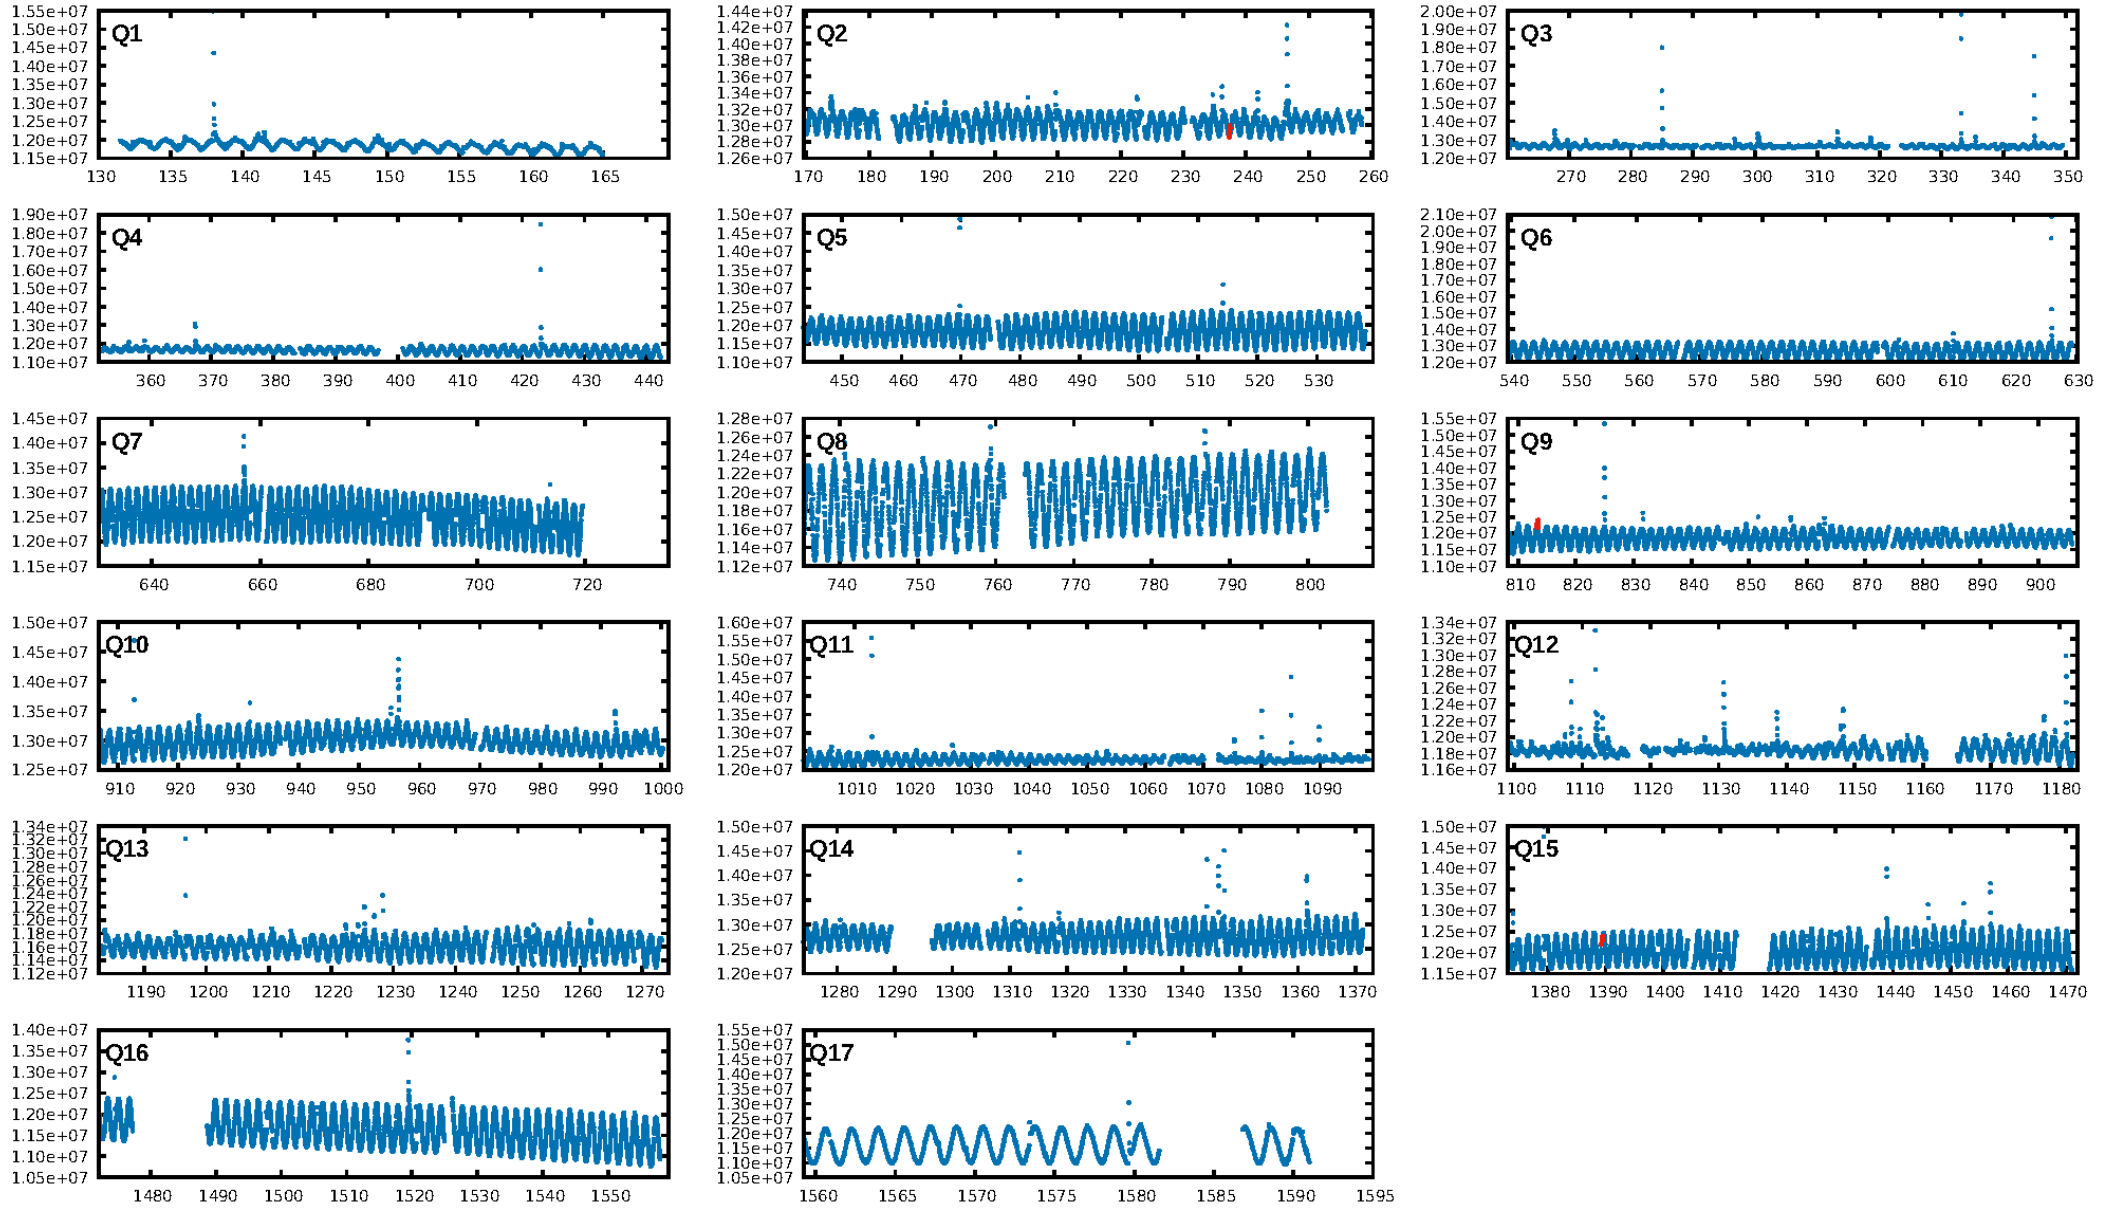 1.55e+07
1.50e+07
1.45e+07
1.40e+07
1.35e+07
1.30e+07
1.25e+07
1.20e+07
1.15e+07
Q1
130 135 140 145 150 155 160 165
1.44e+07
1.42e+07
1.40e+07
1.38e+07
1.36e+07
1.34e+07
1.32e+07
1.30e+07
1.28e+07
1.26e+07
Q2
170 180 190 200 210 220 230 240 250 260
2.00e+07
1.90e+07
1.80e+07
1.70e+07
1.60e+07
1.50e+07
1.40e+07
1.30e+07
1.20e+07
Q3
270 280 290 300 310 320 330 340 350
1.90e+07
1.80e+07
1.70e+07
1.60e+07
1.50e+07
1.40e+07
1.30e+07
1.20e+07
1.10e+07
Q4
360 370 380 390 400 410 420 430 440
1.50e+07
1.45e+07
1.40e+07
1.35e+07
1.30e+07
1.25e+07
1.20e+07
1.15e+07
1.10e+07
Q5
450 460 470 480 490 500 510 520 530
2.10e+07
2.00e+07
1.90e+07
1.80e+07
1.70e+07
1.60e+07
1.50e+07
1.40e+07
1.30e+07
1.20e+07
Q6
540 550 560 570 580 590 600 610 620 630
1.45e+07
1.40e+07
1.35e+07
1.30e+07
1.25e+07
1.20e+07
1.15e+07
Q7
640 660 680 700 720
1.28e+07
1.26e+07
1.24e+07
1.22e+07
1.20e+07
1.18e+07
1.16e+07
1.14e+07
1.12e+07
Q8
740 750 760 770 780 790 800
1.55e+07
1.50e+07
1.45e+07
1.40e+07
1.35e+07
1.30e+07
1.25e+07
1.20e+07
1.15e+07
1.10e+07
Q9
810 820 830 840 850 860 870 880 890 900
1.50e+07
1.45e+07
1.40e+07
1.35e+07
1.30e+07
1.25e+07
Q10
910 920 930 940 950 960 970 980 990 1000
1.60e+07
1.55e+07
1.50e+07
1.45e+07
1.40e+07
1.35e+07
1.30e+07
1.25e+07
1.20e+07
Q11
1010 1020 1030 1040 1050 1060 1070 1080 1090
1.34e+07
1.32e+07
1.30e+07
1.28e+07
1.26e+07
1.24e+07
1.22e+07
1.20e+07
1.18e+07
1.16e+07
Q12
1100 1110 1120 1130 1140 1150 1160 1170 1180
1.34e+07
1.32e+07
1.30e+07
1.28e+07
1.26e+07
1.24e+07
1.22e+07
1.20e+07
1.18e+07
1.16e+07
1.14e+07
1.12e+07
Q13
1190 1200 1210 1220 1230 1240 1250 1260 1270
1.50e+07
1.45e+07
1.40e+07
1.35e+07
1.30e+07
1.25e+07
1.20e+07
Q14
1280 1290 1300 1310 1320 1330 1340 1350 1360 1370
1.50e+07
1.45e+07
1.40e+07
1.35e+07
1.30e+07
1.25e+07
1.20e+07
1.15e+07
Q15
1380 1390 1400 1410 1420 1430 1440 1450 1460 1470
1.40e+07
1.35e+07
1.30e+07
1.25e+07
1.20e+07
1.15e+07
1.10e+07
1.05e+07
Q16
1480 1490 1500 1510 1520 1530 1540 1550
1.55e+07
1.50e+07
1.45e+07
1.40e+07
1.35e+07
1.30e+07
1.25e+07
1.20e+07
1.15e+07
1.10e+07
1.05e+07
Q17
1560 1565 1570 1575 1580 1585 1590 1595